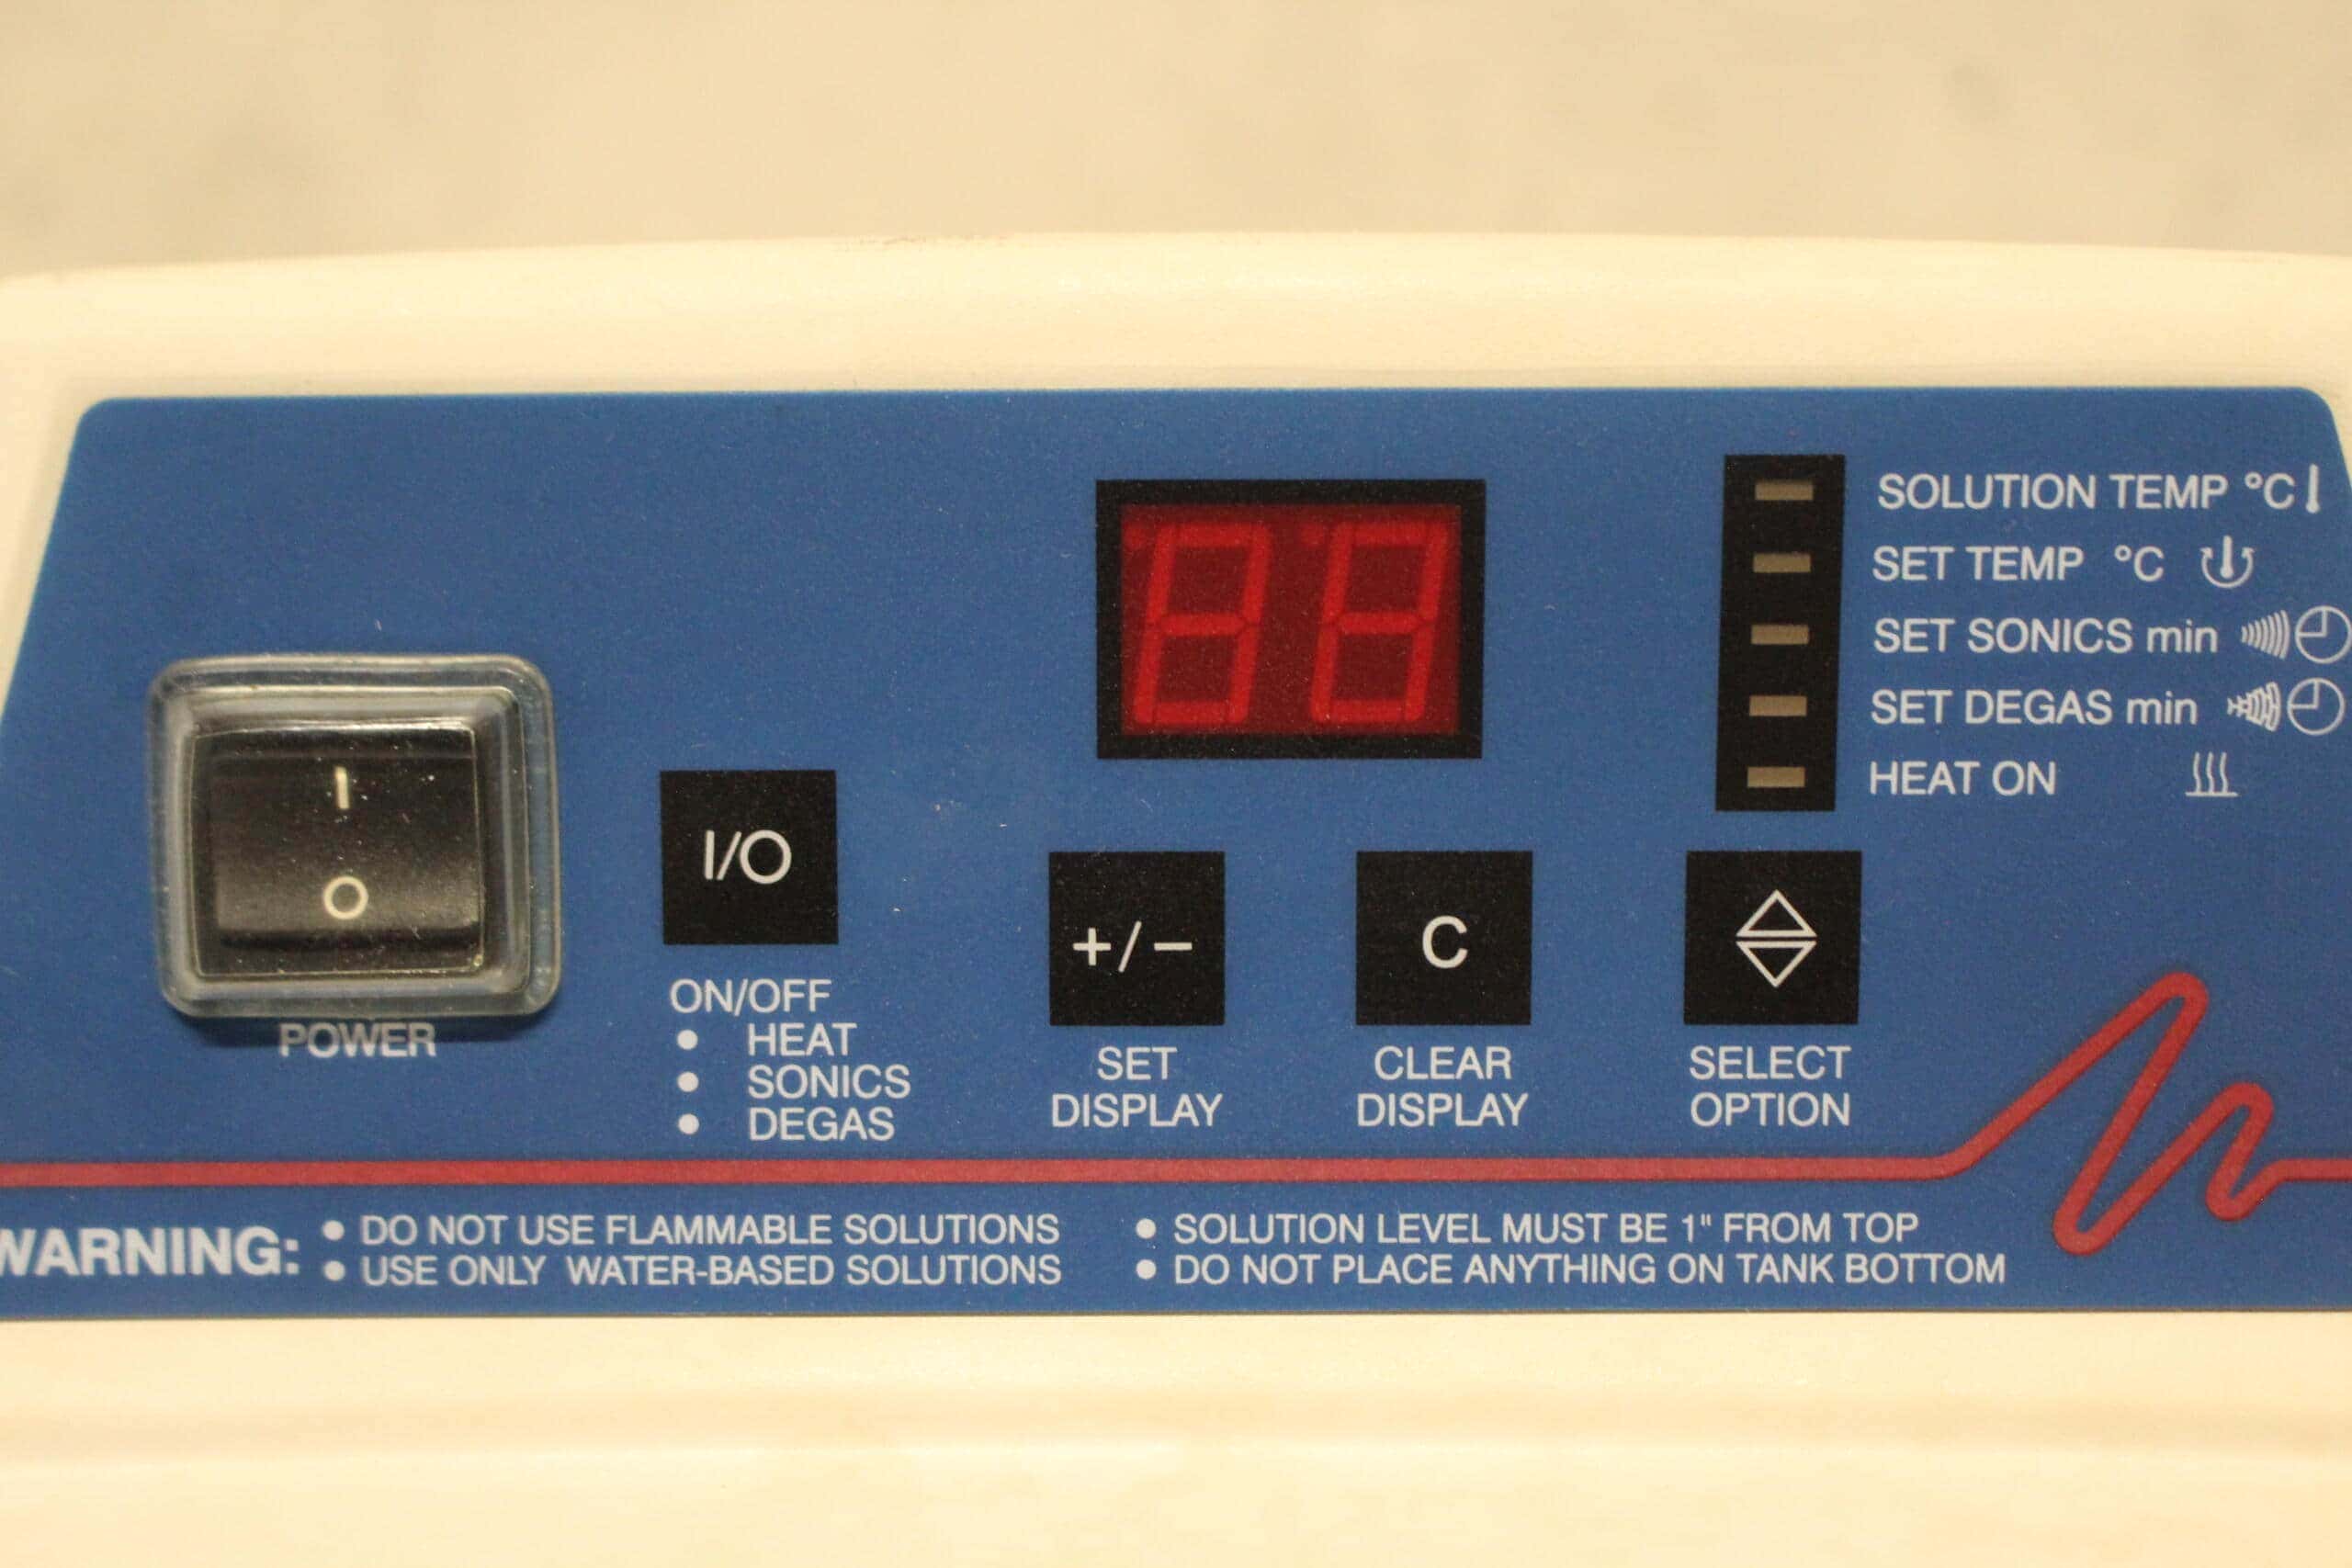 SOLUTION TEMP °C
SET TEMP °C
SET SONICS min
SET DEGAS min
HEAT ON
I
O
POWER
I/O
ON/OFF
• HEAT
• SONICS
• DEGAS
+/−
SET
DISPLAY
C
CLEAR
DISPLAY
SELECT
OPTION
WARNING:
• DO NOT USE FLAMMABLE SOLUTIONS
• USE ONLY WATER-BASED SOLUTIONS
• SOLUTION LEVEL MUST BE 1" FROM TOP
• DO NOT PLACE ANYTHING ON TANK BOTTOM